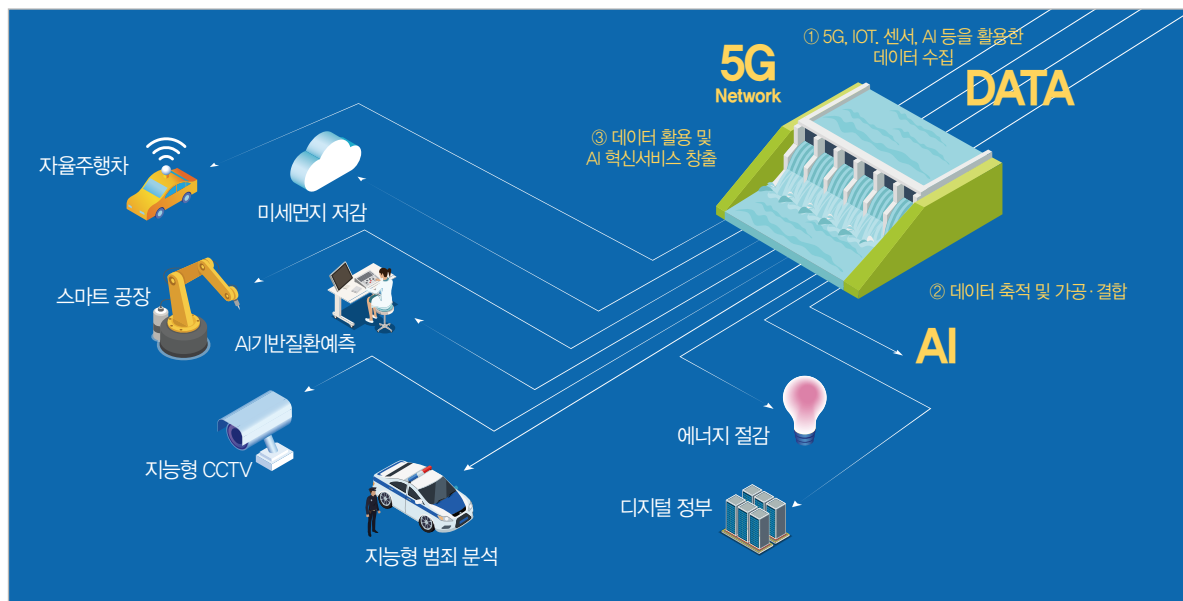 ① 5G, IOT. 센서, AI 등을 활용한
데이터 수집
5G
Network
DATA
③ 데이터 활용 및
AI 혁신서비스 창출
자율주행차
미세먼지 저감
스마트 공장
② 데이터 축적 및 가공·결합
AI기반질환예측
AI
에너지 절감
지능형 CCTV
디지털 정부
지능형 범죄 분석